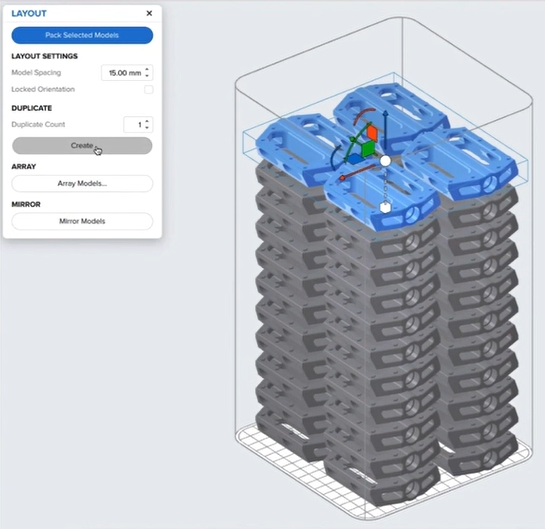 LAYOUT
Pack Selected Models
LAYOUT SETTINGS
Model Spacing 15.00 mm
Locked Orientation
DUPLICATE
Duplicate Count 1
Create
ARRAY
Array Models...
MIRROR
Mirror Models